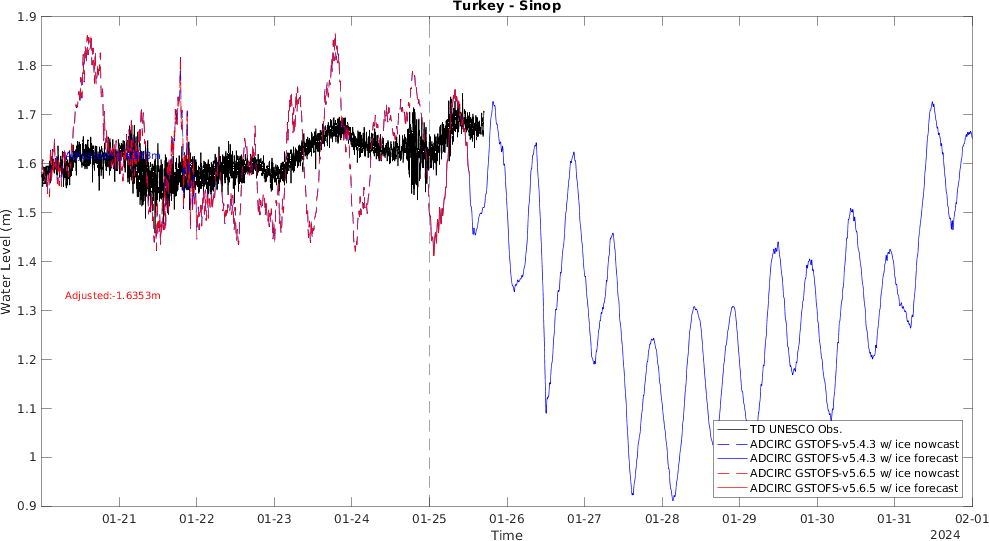 Turkey - Sinop
1.9
1.8
1.7
1.6
1.5
1.4
1.3
1.2
1.1
1
0.9
Water Level (m)
Adjusted:-1.6353m
TD UNESCO Obs.
ADCIRC GSTOFS-v5.4.3 w/ ice nowcast
ADCIRC GSTOFS-v5.4.3 w/ ice forecast
ADCIRC GSTOFS-v5.6.5 w/ ice nowcast
ADCIRC GSTOFS-v5.6.5 w/ ice forecast
01-21 01-22 01-23 01-24 01-25 01-26 01-27 01-28 01-29 01-30 01-31 02-01
Time
2024